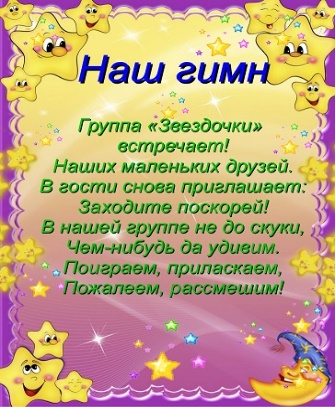 Наш гимн
Группа «Звездочки»
встречает!
Наших маленьких друзей.
В гости снова приглашает:
Заходите поскорей!
В нашей группе не до скуки,
Чем-нибудь да удивим.
Поиграем, приласкаем,
Пожалеем, рассмешим!